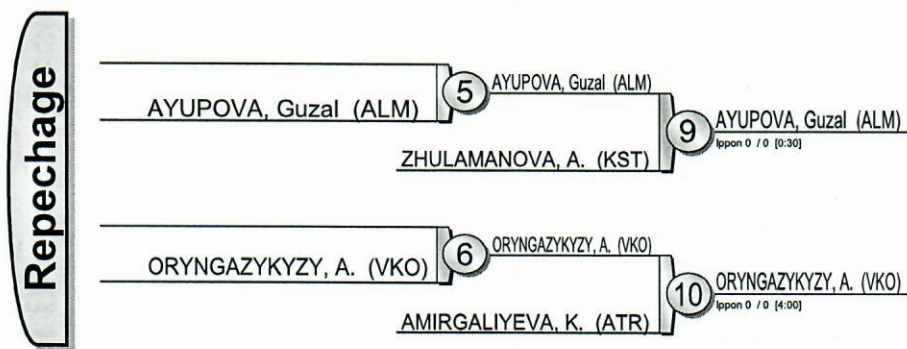 Repechage
AYUPOVA, Guzal (ALM)
5
AYUPOVA, Guzal (ALM)
ZHULAMANOVA, A. (KST)
9
AYUPOVA, Guzal (ALM)
Ippon 0 / 0 [0:30]
ORYNGAZYKYZY, A. (VKO)
6
ORYNGAZYKYZY, A. (VKO)
AMIRGALIYEVA, K. (ATR)
10
ORYNGAZYKYZY, A. (VKO)
Ippon 0 / 0 [4:00]